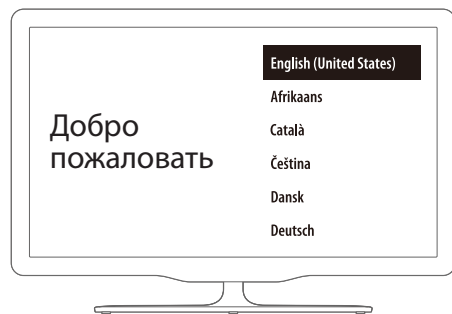 Добро
пожаловать
English (United States)
Afrikaans
Català
Čeština
Dansk
Deutsch